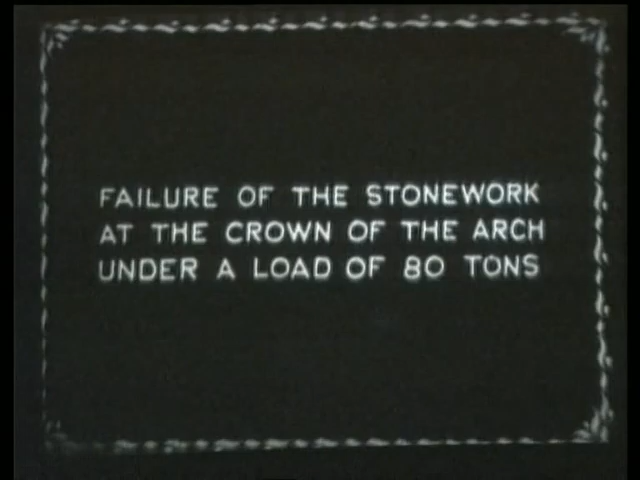 FAILURE OF THE STONEWORK
AT THE CROWN OF THE ARCH
UNDER A LOAD OF 80 TONS